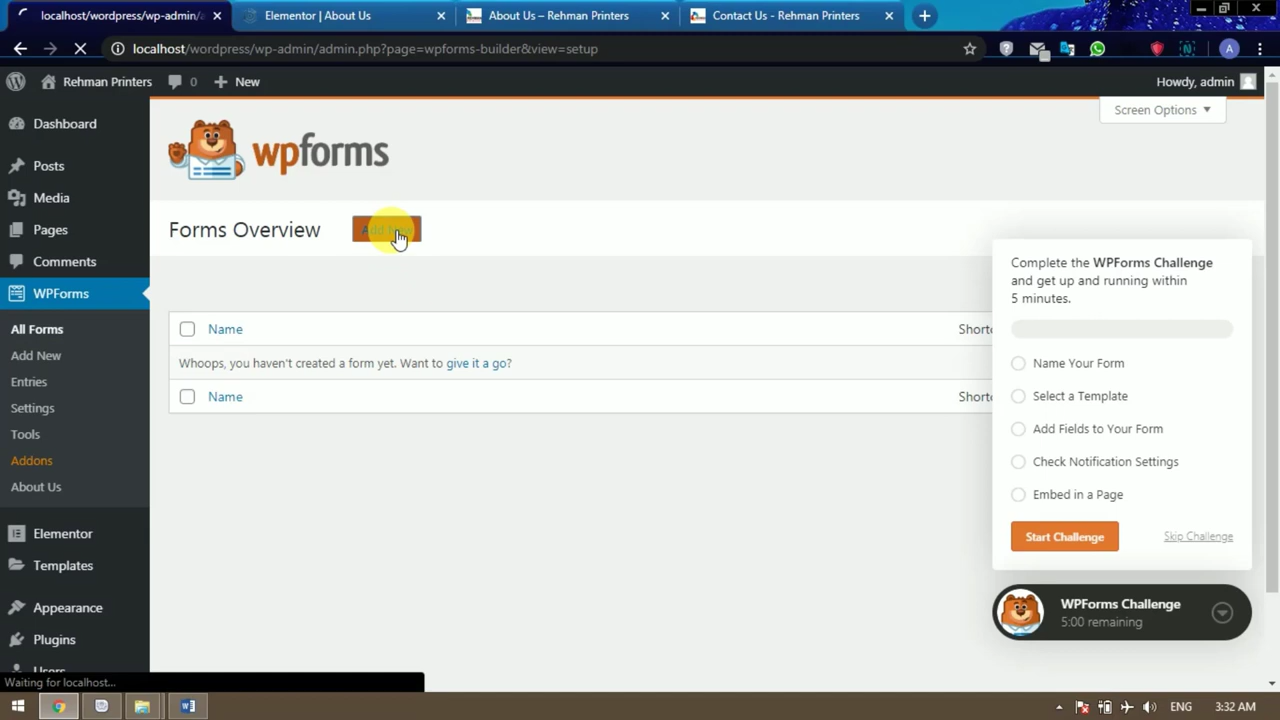 localhost/wordpress/wp-admin/a
Elementor | About Us
About Us – Rehman Printers
Contact Us - Rehman Printers
localhost/wordpress/wp-admin/admin.php?page=wpforms-builder&view=setup
A
Rehman Printers
0
New
Howdy, admin
Screen Options
Dashboard
Posts
Media
Pages
Comments
WPForms
All Forms
Add New
Entries
Settings
Tools
Addons
About Us
Elementor
Templates
Appearance
Plugins
Users
wpforms
Forms Overview
Add New
Name
Shortc
Whoops, you haven't created a form yet. Want to give it a go?
Name
Shortc
Complete the WPForms Challenge
and get up and running within
5 minutes.
Name Your Form
Select a Template
Add Fields to Your Form
Check Notification Settings
Embed in a Page
Start Challenge
Skip Challenge
WPForms Challenge
5:00 remaining
Waiting for localhost...
ENG
3:32 AM